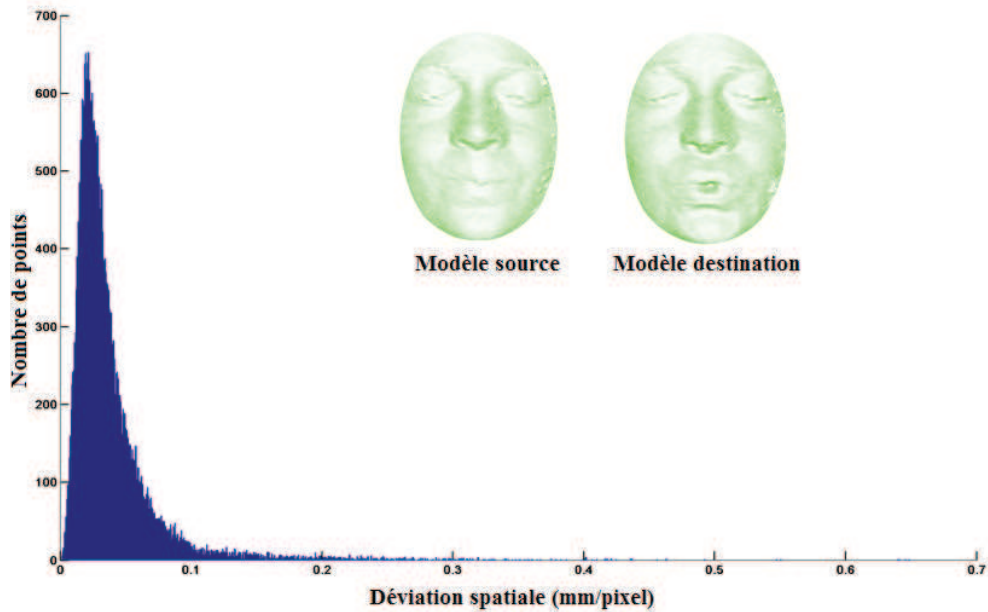 700
600
500
400
300
200
100
0
Nombre de points
Modèle source
Modèle destination
0 0.1 0.2 0.3 0.4 0.5 0.6 0.7
Déviation spatiale (mm/pixel)